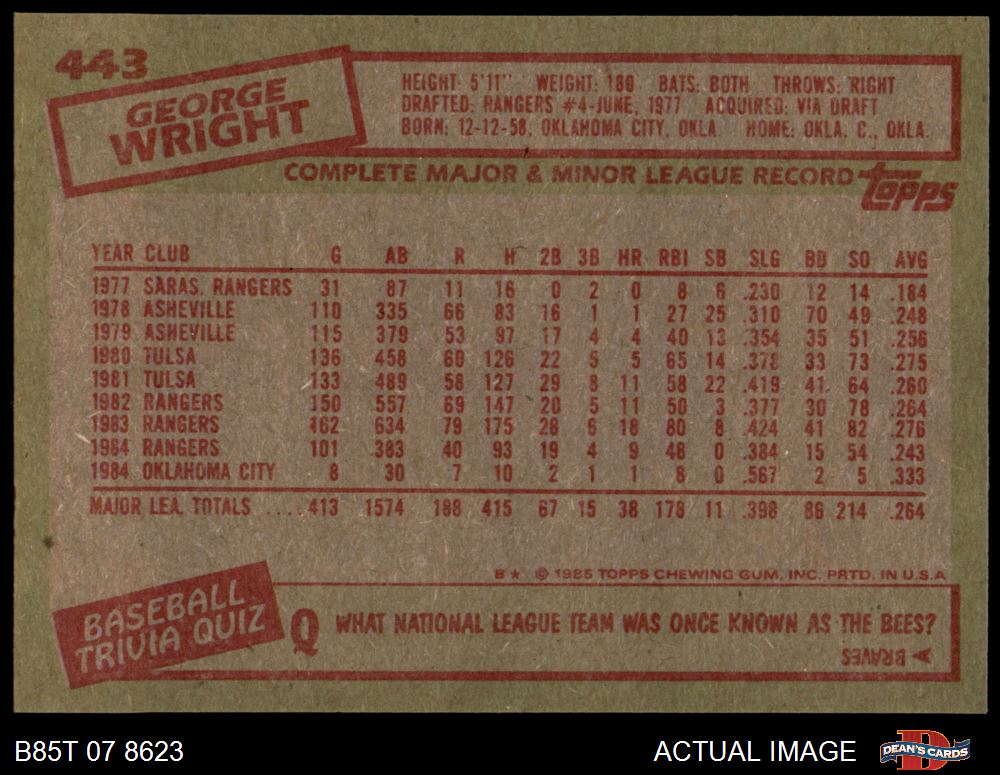 443
GEORGE
WRIGHT
HEIGHT: 5'11" WEIGHT: 180 BATS: BOTH THROWS: RIGHT
DRAFTED: RANGERS #4-JUNE, 1977 ACQUIRED: VIA DRAFT
BORN: 12-12-58, OKLAHOMA CITY, OKLA. HOME: OKLA. C., OKLA.
COMPLETE MAJOR & MINOR LEAGUE RECORD
topps
YEAR CLUB G AB R H 2B 3B HR RBI SB SLG BB SO AVG
1977 SARAS. RANGERS 31 87 11 16 0 2 0 8 6 .230 12 14 .184
1978 ASHEVILLE 110 335 66 83 16 1 1 27 25 .310 70 49 .248
1979 ASHEVILLE 115 379 53 97 17 4 4 40 13 .354 35 51 .256
1980 TULSA 136 458 69 126 22 5 5 65 14 .378 33 73 .275
1981 TULSA 133 489 58 127 29 8 11 58 22 .419 41 64 .260
1982 RANGERS 150 557 69 147 20 5 11 50 3 .377 30 78 .264
1983 RANGERS 162 634 79 175 28 6 18 80 8 .424 41 82 .276
1984 RANGERS 101 383 40 93 19 4 9 48 0 .384 15 54 .243
1984 OKLAHOMA CITY 8 30 7 10 2 1 1 8 0 .567 2 5 .333
MAJOR LEA. TOTALS ....413 1574 188 415 67 15 38 178 11 .398 86 214 .264
B★ © 1985 TOPPS CHEWING GUM, INC. PRTD. IN U.S.A.
BASEBALL
TRIVIA QUIZ
Q WHAT NATIONAL LEAGUE TEAM WAS ONCE KNOWN AS THE BEES?
A BRAVES
B85T 07 8623
ACTUAL IMAGE
D
DEAN'S CARDS